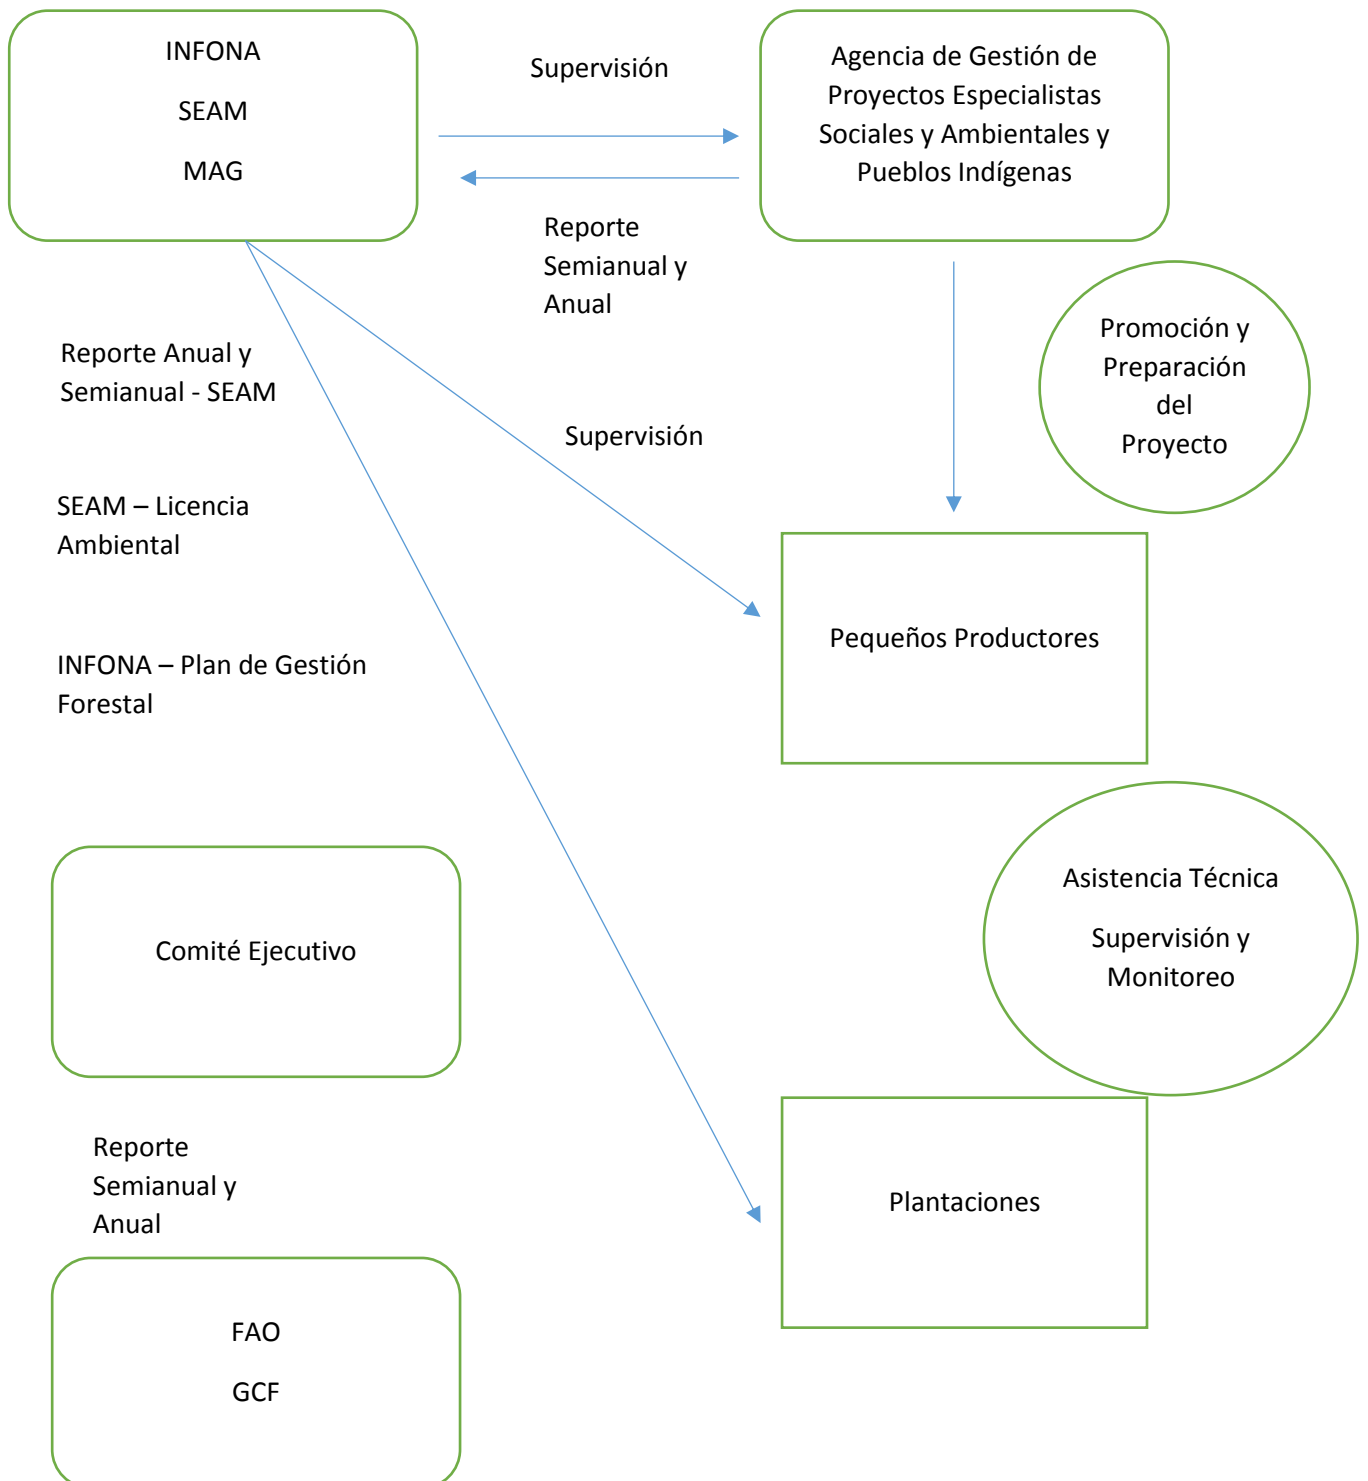 INFONA
SEAM
MAG
Supervisión
Agencia de Gestión de
Proyectos Especialistas
Sociales y Ambientales y
Pueblos Indígenas
Reporte
Semianual y
Anual
Promoción y
Preparación
del
Proyecto
Reporte Anual y
Semianual - SEAM
Supervisión
SEAM – Licencia
Ambiental
Pequeños Productores
INFONA – Plan de Gestión
Forestal
Asistencia Técnica
Supervisión y
Monitoreo
Comité Ejecutivo
Reporte
Semianual y
Anual
Plantaciones
FAO
GCF